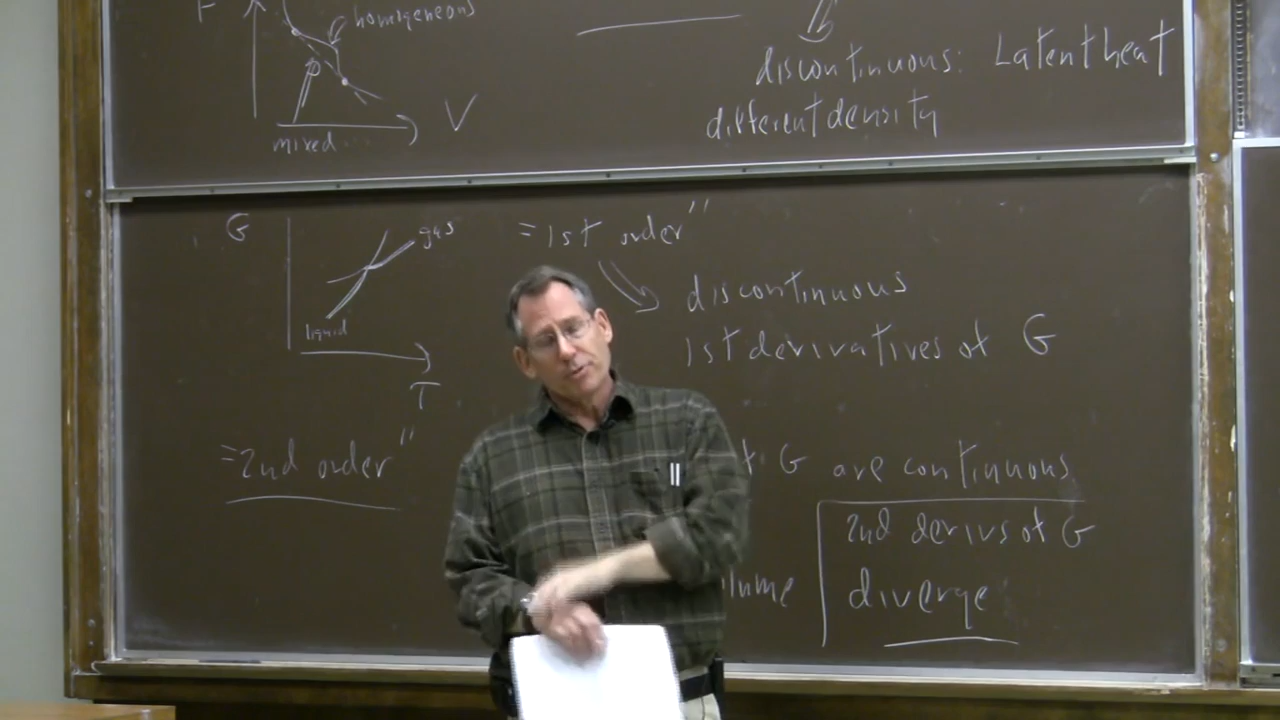 homogeneous
V
mixed...
discontinuous: Latent heat
different density
G
gas
liquid
T
"1st order"
discontinuous
1st derivatives of G
"2nd order"
G are continuous
2nd derivs of G
diverge